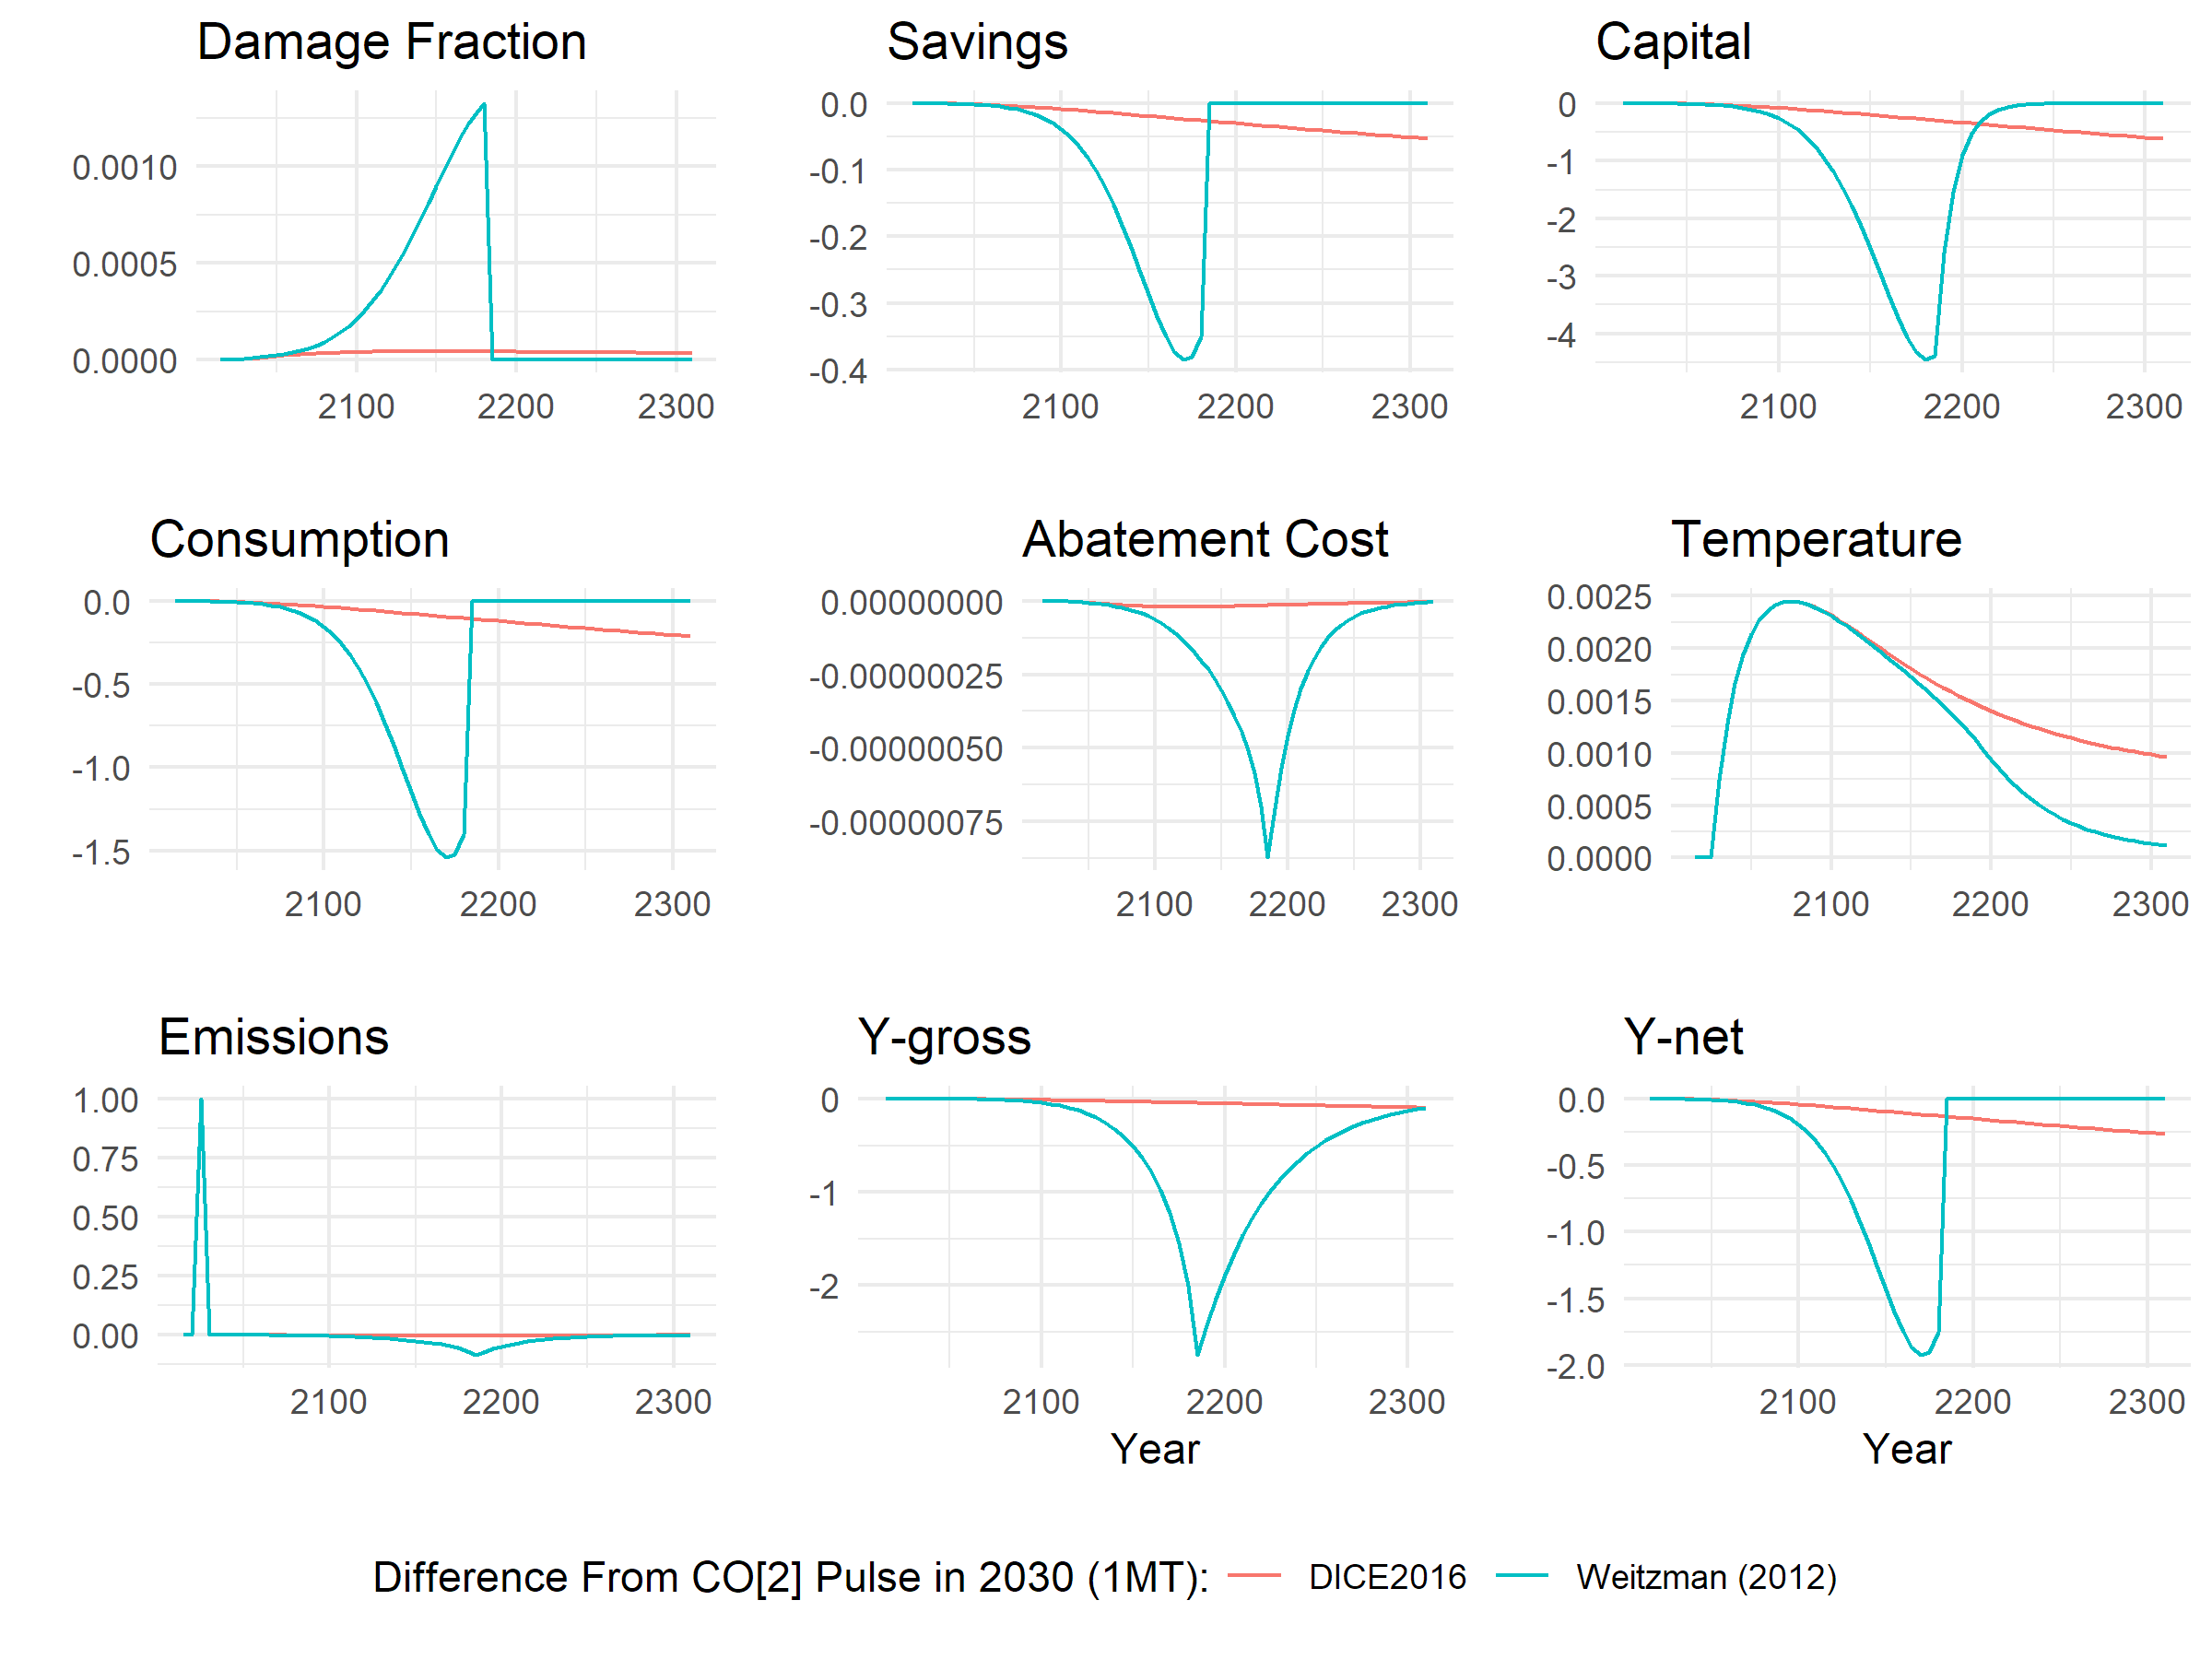 Damage Fraction
0.0010
0.0005
0.0000
2100 2200 2300
Savings
0.0
-0.1
-0.2
-0.3
-0.4
2100 2200 2300
Capital
0
-1
-2
-3
-4
2100 2200 2300
Consumption
0.0
-0.5
-1.0
-1.5
2100 2200 2300
Abatement Cost
0.00000000
-0.00000025
-0.00000050
-0.00000075
2100 2200 2300
Temperature
0.0025
0.0020
0.0015
0.0010
0.0005
0.0000
2100 2200 2300
Emissions
1.00
0.75
0.50
0.25
0.00
2100 2200 2300
Y-gross
0
-1
-2
2100 2200 2300
Year
Y-net
0.0
-0.5
-1.0
-1.5
-2.0
2100 2200 2300
Year
Difference From CO[2] Pulse in 2030 (1MT): DICE2016 Weitzman (2012)